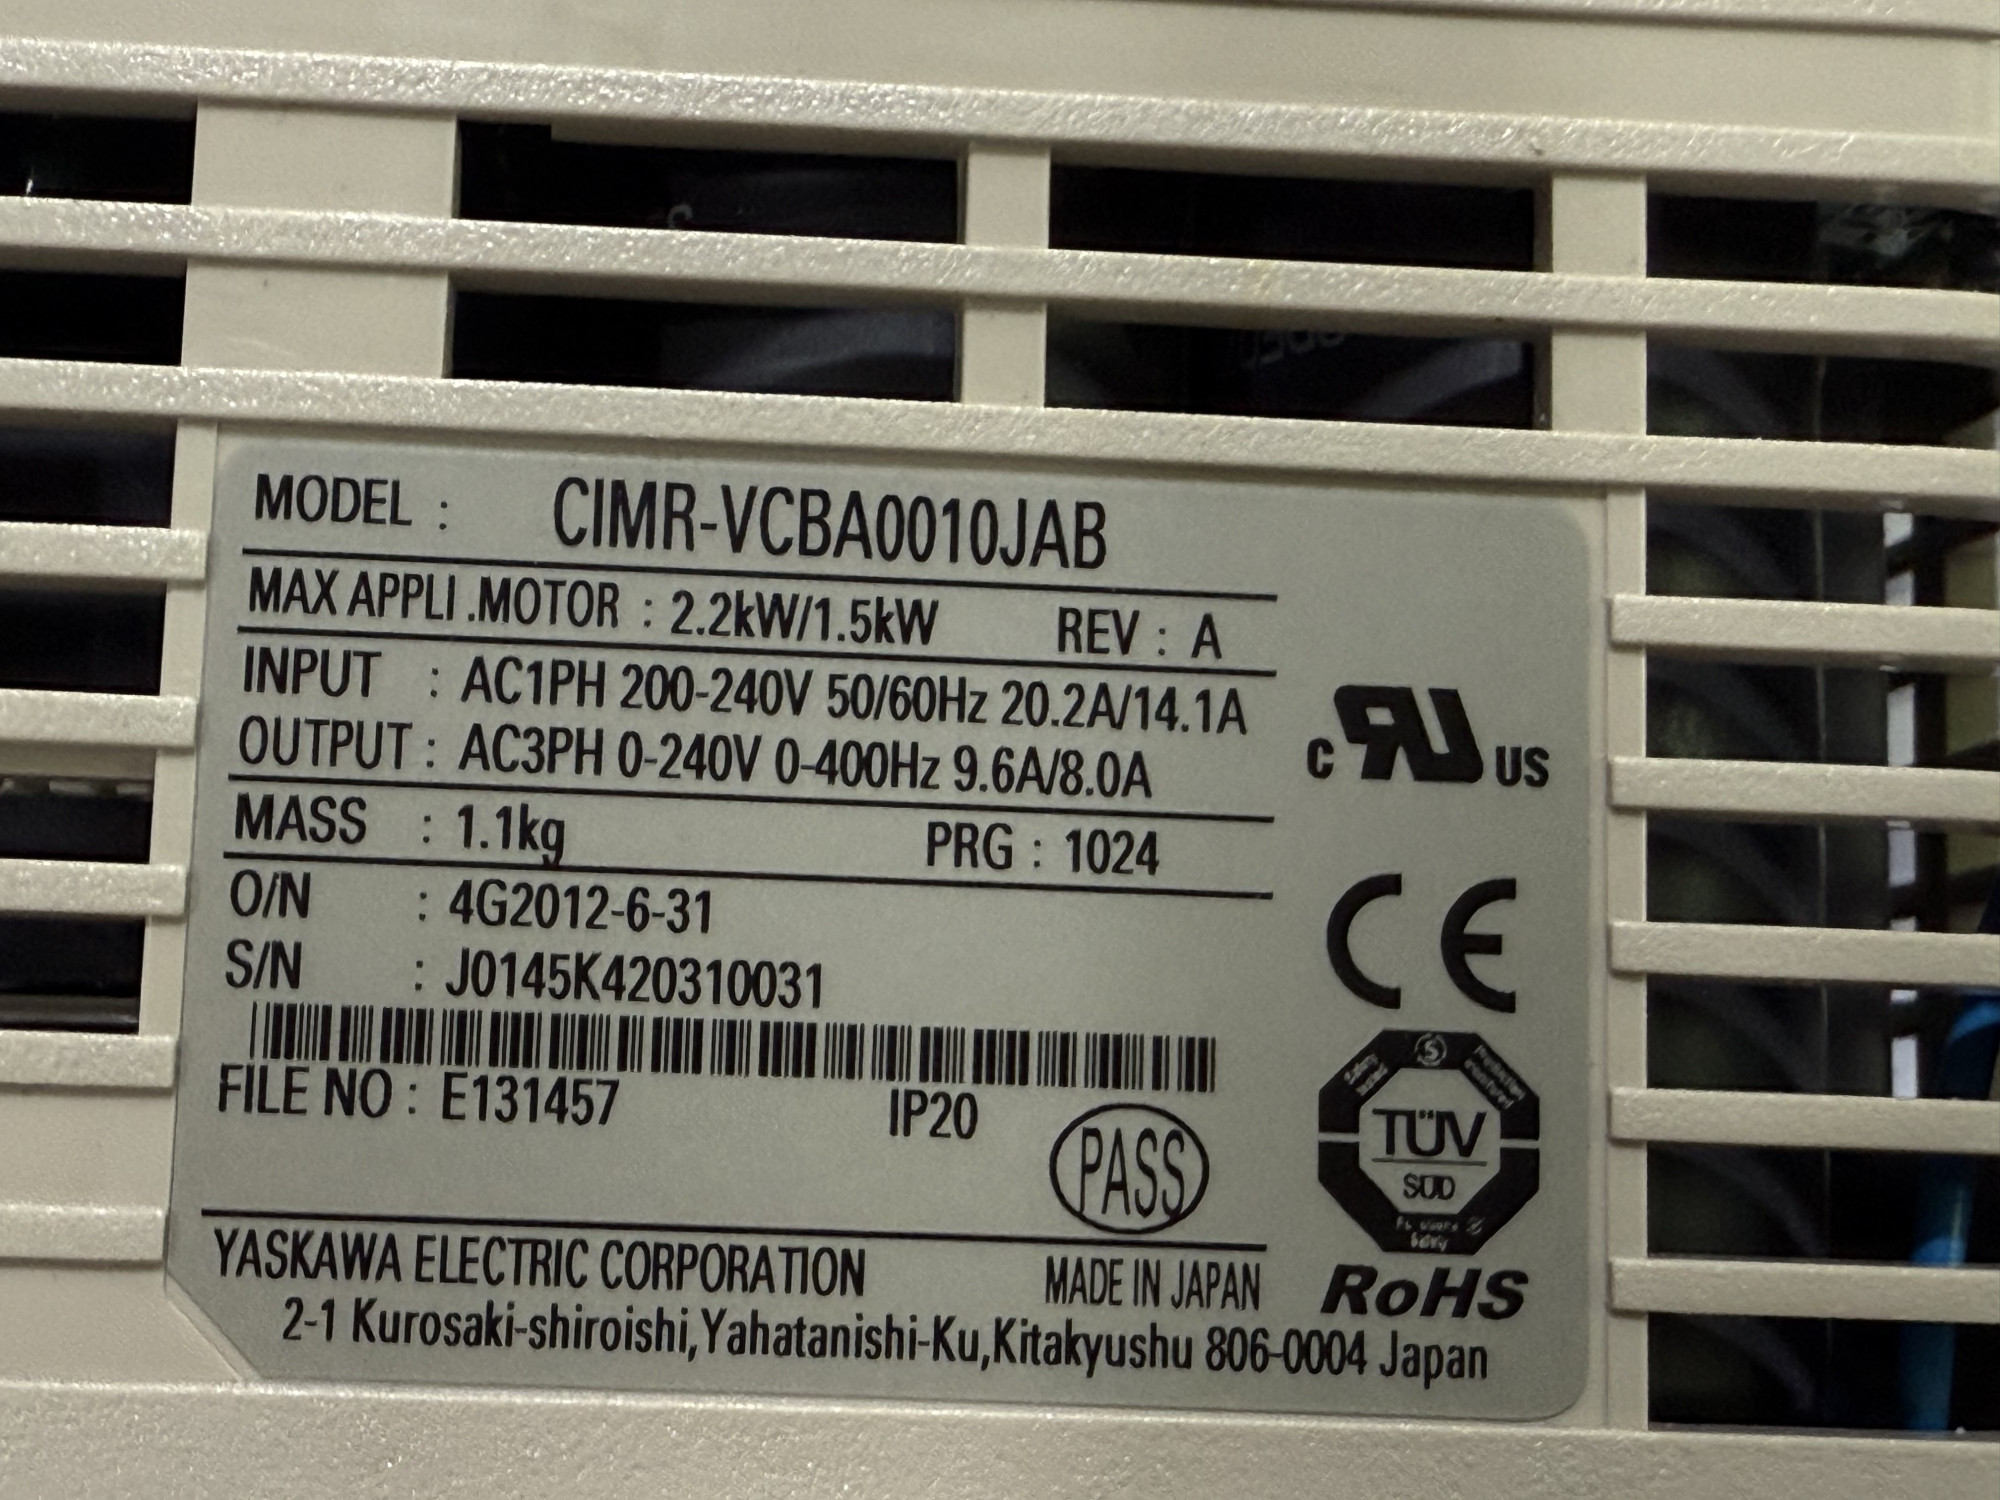 MODEL : CIMR-VCBA0010JAB
MAX APPLI .MOTOR : 2.2kW/1.5kW REV : A
INPUT : AC1PH 200-240V 50/60Hz 20.2A/14.1A
OUTPUT : AC3PH 0-240V 0-400Hz 9.6A/8.0A
MASS : 1.1kg PRG : 1024
O/N : 4G2012-6-31
S/N : J0145K420310031
FILE NO : E131457 IP20
PASS
YASKAWA ELECTRIC CORPORATION MADE IN JAPAN
2-1 Kurosaki-shiroishi,Yahatanishi-Ku,Kitakyushu 806-0004 Japan
C RU US
CE
TÜV
SÜD
RoHS